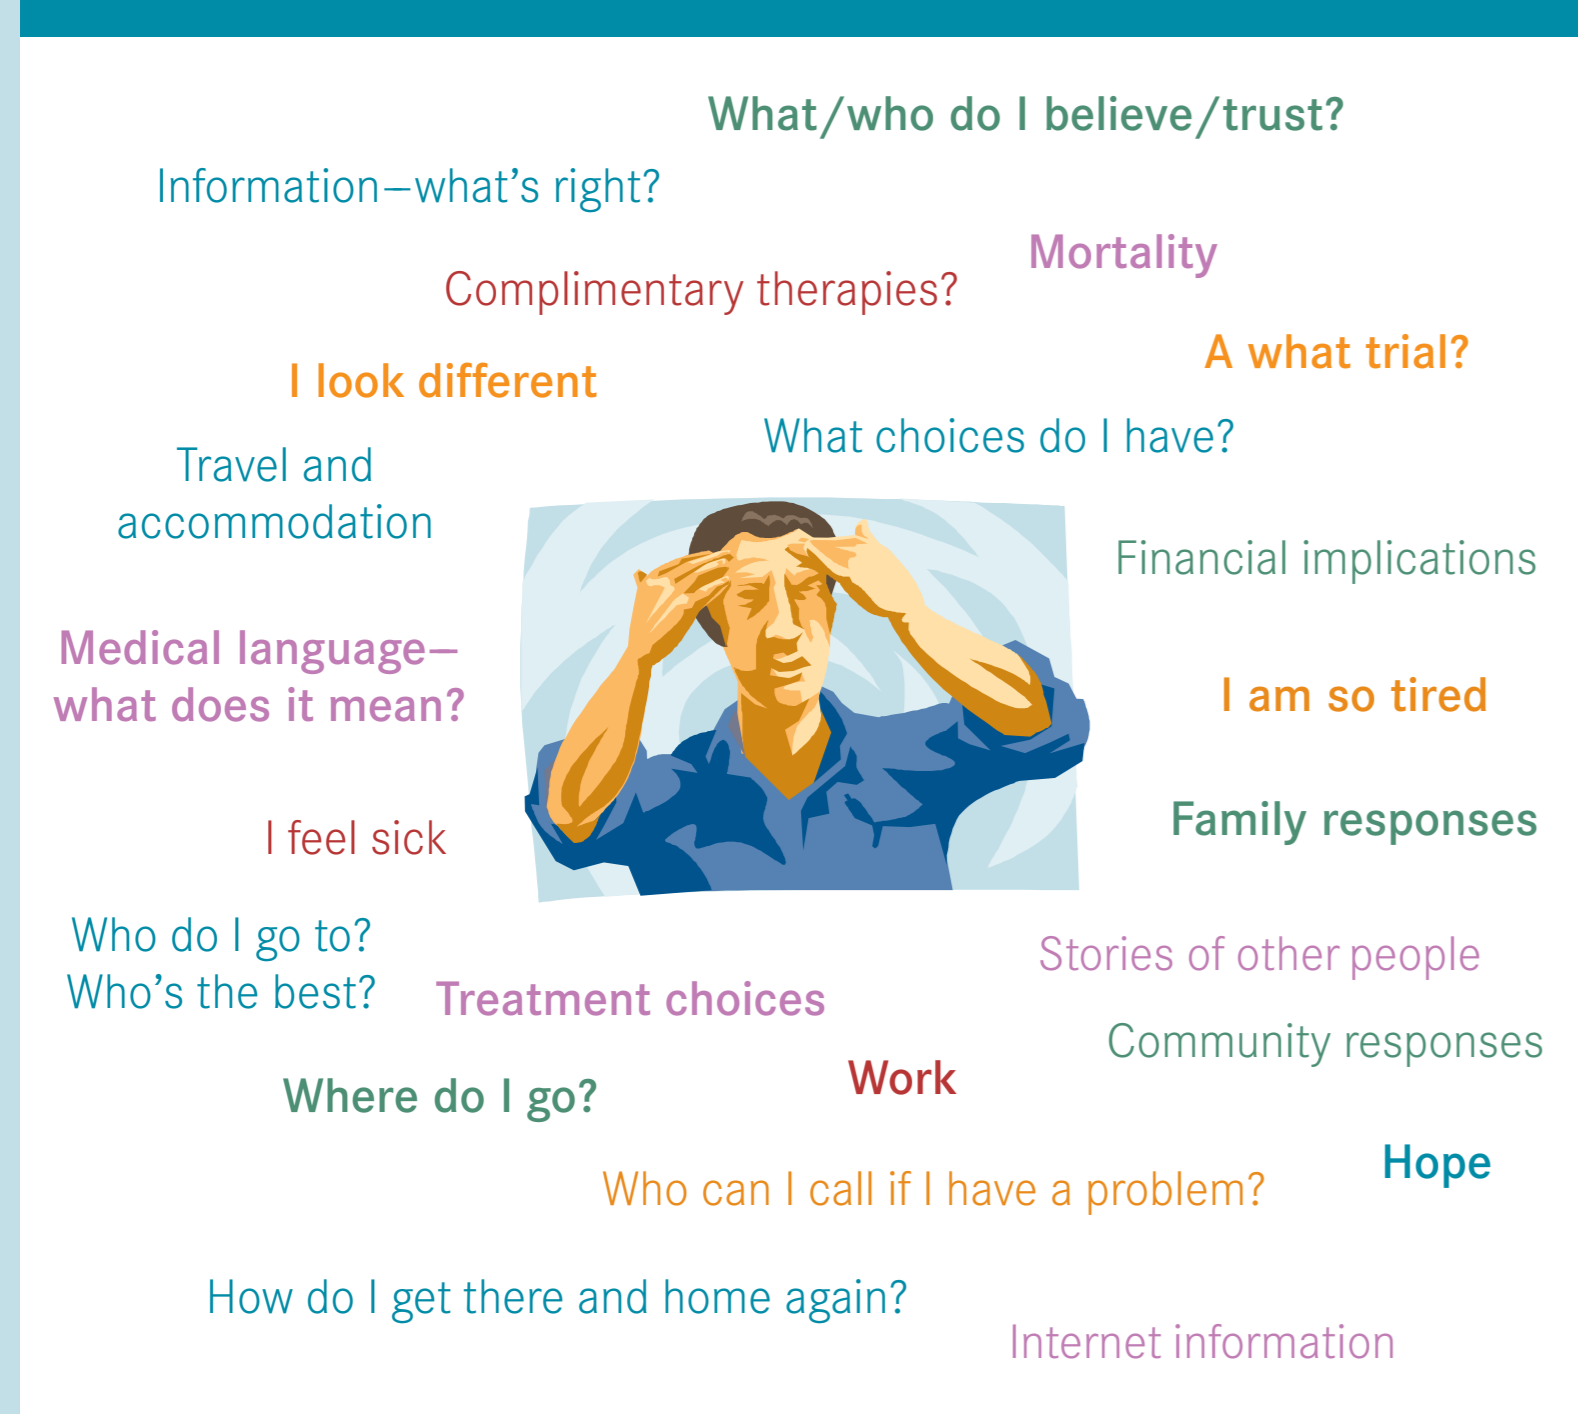 What/who do I believe/trust?
Information—what's right?
Mortality
Complimentary therapies?
A what trial?
I look different
What choices do I have?
Travel and
accommodation
Financial implications
Medical language—
what does it mean?
I am so tired
Family responses
I feel sick
Who do I go to?
Who's the best?
Stories of other people
Treatment choices
Community responses
Work
Where do I go?
Hope
Who can I call if I have a problem?
How do I get there and home again?
Internet information